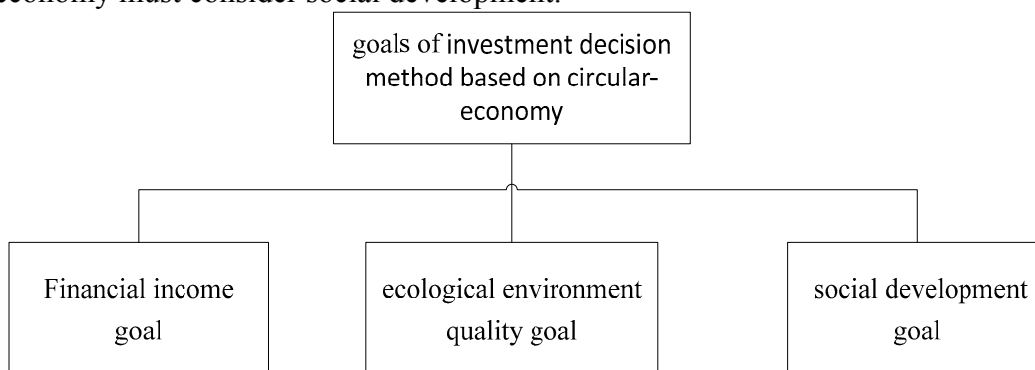 economy must consider social development.
goals of investment decision
method based on circular-
economy
Financial income
goal
ecological environment
quality goal
social development
goal